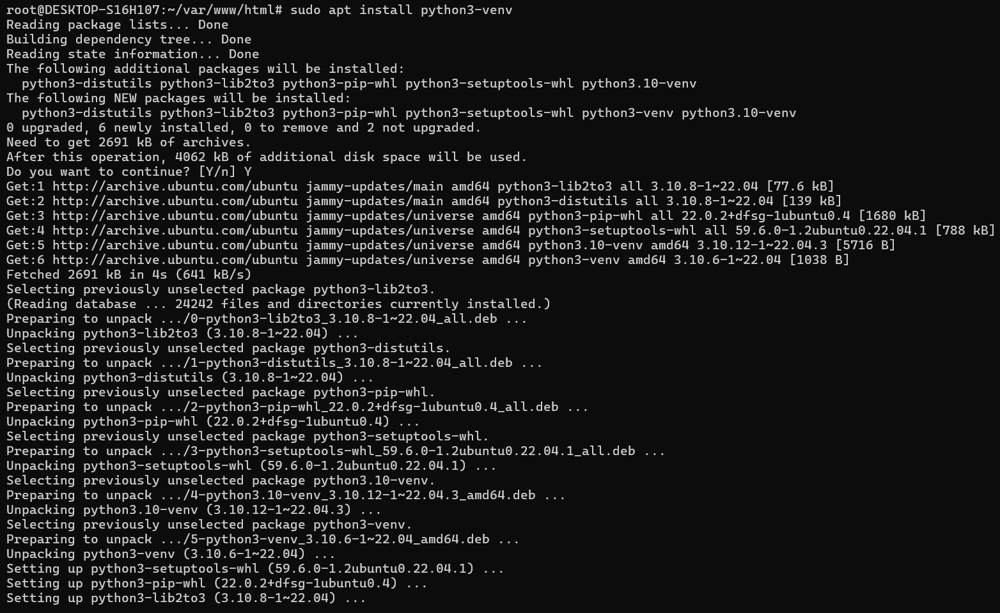 root@DESKTOP-S16H107:~/var/www/html# sudo apt install python3-venv
Reading package lists... Done
Building dependency tree... Done
Reading state information... Done
The following additional packages will be installed:
  python3-distutils python3-lib2to3 python3-pip-whl python3-setuptools-whl python3.10-venv
The following NEW packages will be installed:
  python3-distutils python3-lib2to3 python3-pip-whl python3-setuptools-whl python3-venv python3.10-venv
0 upgraded, 6 newly installed, 0 to remove and 2 not upgraded.
Need to get 2691 kB of archives.
After this operation, 4062 kB of additional disk space will be used.
Do you want to continue? [Y/n] Y
Get:1 http://archive.ubuntu.com/ubuntu jammy-updates/main amd64 python3-lib2to3 all 3.10.8-1~22.04 [77.6 kB]
Get:2 http://archive.ubuntu.com/ubuntu jammy-updates/main amd64 python3-distutils all 3.10.8-1~22.04 [139 kB]
Get:3 http://archive.ubuntu.com/ubuntu jammy-updates/universe amd64 python3-pip-whl all 22.0.2+dfsg-1ubuntu0.4 [1680 kB]
Get:4 http://archive.ubuntu.com/ubuntu jammy-updates/universe amd64 python3-setuptools-whl all 59.6.0-1.2ubuntu0.22.04.1 [788 kB]
Get:5 http://archive.ubuntu.com/ubuntu jammy-updates/universe amd64 python3.10-venv amd64 3.10.12-1~22.04.3 [5716 B]
Get:6 http://archive.ubuntu.com/ubuntu jammy-updates/universe amd64 python3-venv amd64 3.10.6-1~22.04 [1038 B]
Fetched 2691 kB in 4s (641 kB/s)
Selecting previously unselected package python3-lib2to3.
(Reading database ... 24242 files and directories currently installed.)
Preparing to unpack .../0-python3-lib2to3_3.10.8-1~22.04_all.deb ...
Unpacking python3-lib2to3 (3.10.8-1~22.04) ...
Selecting previously unselected package python3-distutils.
Preparing to unpack .../1-python3-distutils_3.10.8-1~22.04_all.deb ...
Unpacking python3-distutils (3.10.8-1~22.04) ...
Selecting previously unselected package python3-pip-whl.
Preparing to unpack .../2-python3-pip-whl_22.0.2+dfsg-1ubuntu0.4_all.deb ...
Unpacking python3-pip-whl (22.0.2+dfsg-1ubuntu0.4) ...
Selecting previously unselected package python3-setuptools-whl.
Preparing to unpack .../3-python3-setuptools-whl_59.6.0-1.2ubuntu0.22.04.1_all.deb ...
Unpacking python3-setuptools-whl (59.6.0-1.2ubuntu0.22.04.1) ...
Selecting previously unselected package python3.10-venv.
Preparing to unpack .../4-python3.10-venv_3.10.12-1~22.04.3_amd64.deb ...
Unpacking python3.10-venv (3.10.12-1~22.04.3) ...
Selecting previously unselected package python3-venv.
Preparing to unpack .../5-python3-venv_3.10.6-1~22.04_amd64.deb ...
Unpacking python3-venv (3.10.6-1~22.04) ...
Setting up python3-setuptools-whl (59.6.0-1.2ubuntu0.22.04.1) ...
Setting up python3-pip-whl (22.0.2+dfsg-1ubuntu0.4) ...
Setting up python3-lib2to3 (3.10.8-1~22.04) ...